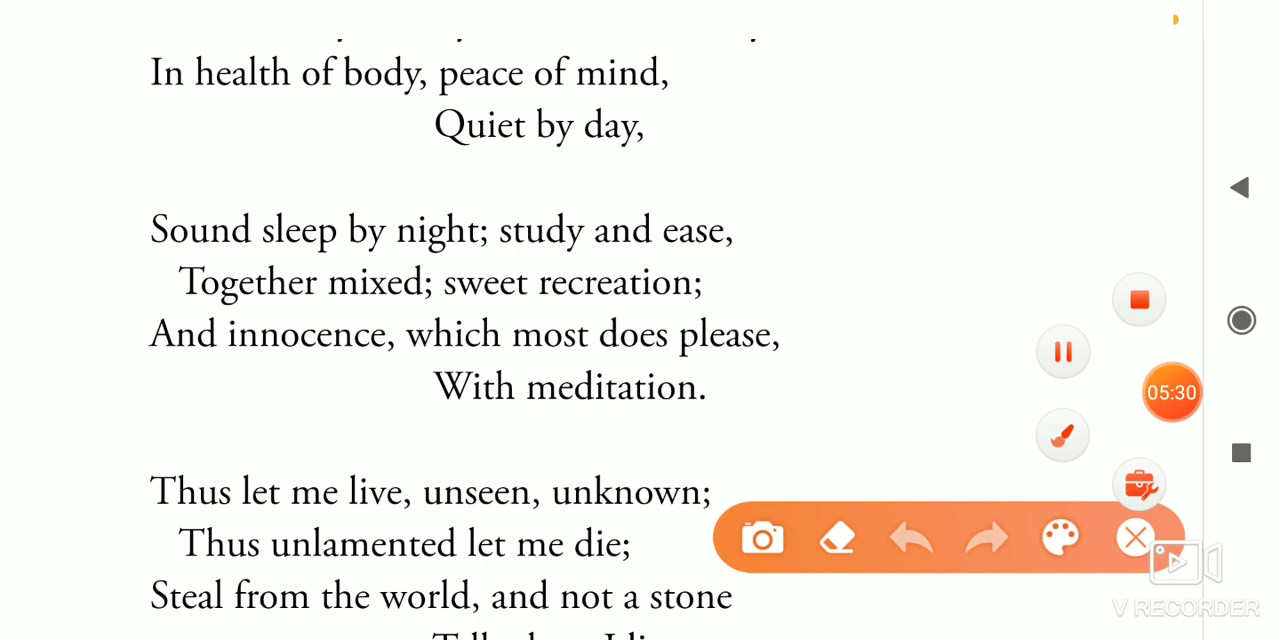 In health of body, peace of mind,
Quiet by day,
Sound sleep by night; study and ease,
Together mixed; sweet recreation;
And innocence, which most does please,
With meditation.
Thus let me live, unseen, unknown;
Thus unlamented let me die;
Steal from the world, and not a stone
05:30
V RECORDER